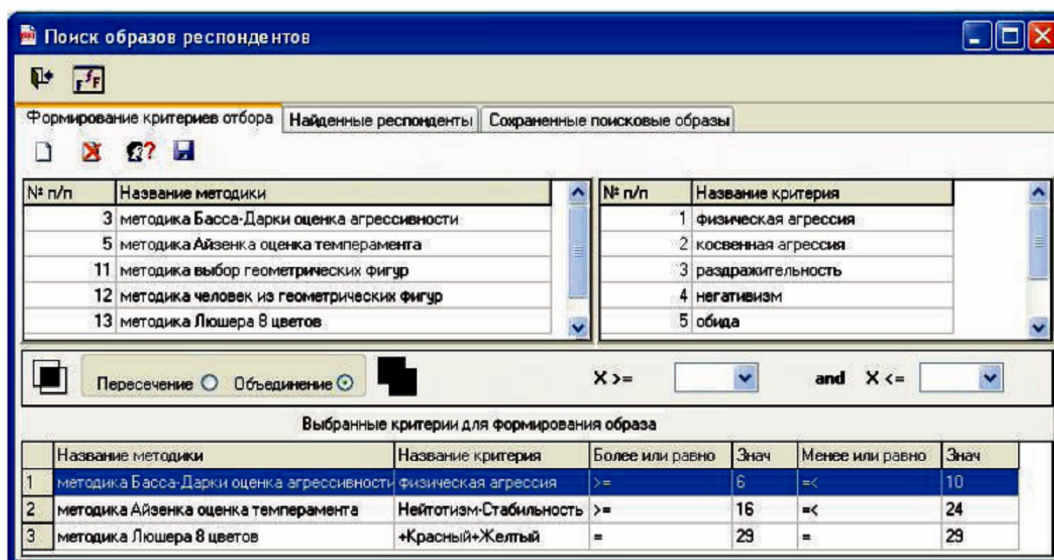 Поиск образов респондентов
Формирование критериев отбора Найденные респонденты Сохраненные поисковые образы
№ п/п Название методики № п/п Название критерия
3 методика Басса-Дарки оценка агрессивности 1 физическая агрессия
5 методика Айзенка оценка темперамента 2 косвенная агрессия
11 методика выбор геометрических фигур 3 раздражительность
12 методика человек из геометрических фигур 4 негативизм
13 методика Люшера 8 цветов 5 обида
Пересечение Объединение X >= and X <=
Выбранные критерии для формирования образа
Название методики Название критерия Более или равно Знач Менее или равно Знач
1 методика Басса-Дарки оценка агрессивности физическая агрессия >= 6 =< 10
2 методика Айзенка оценка темперамента Нейтотизм-Стабильность >= 16 =< 24
3 методика Люшера 8 цветов +Красный+Желтый = 29 = 29